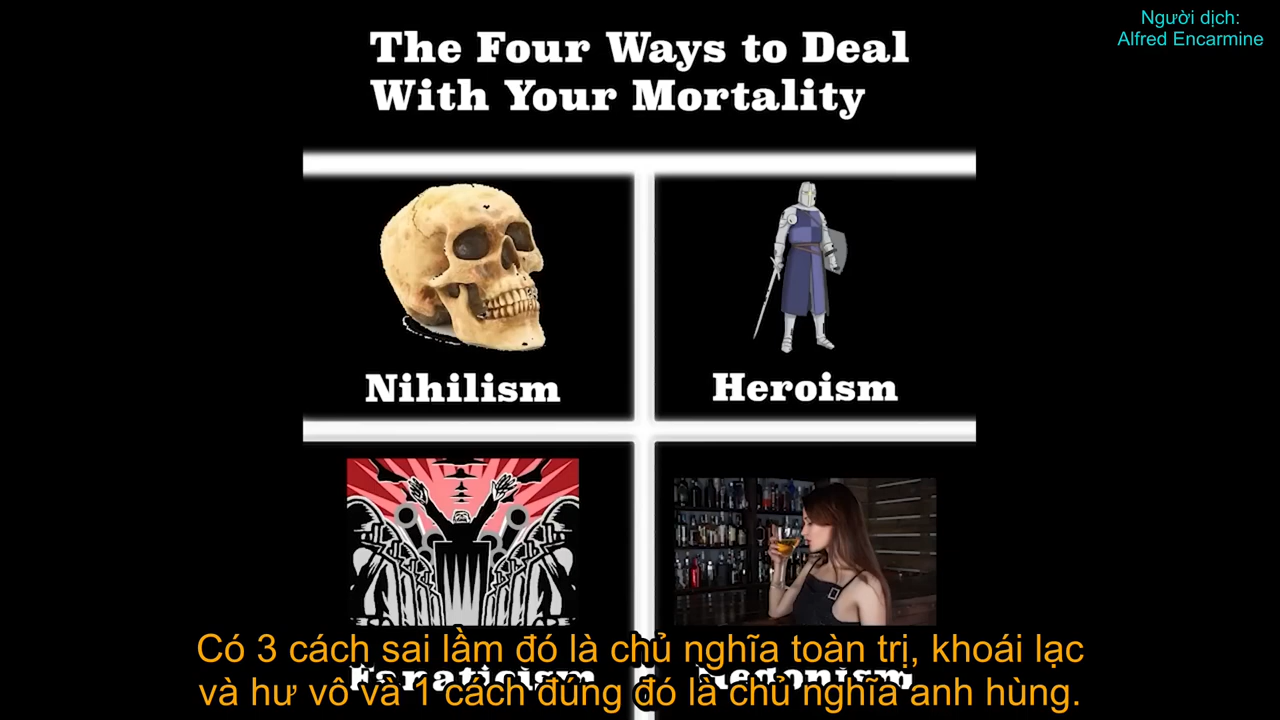 Người dịch:
Alfred Encarmine
The Four Ways to Deal
With Your Mortality
Nihilism
Heroism
Fanaticism
Hedonism
Có 3 cách sai lầm đó là chủ nghĩa toàn trị, khoái lạc
và hư vô và 1 cách đúng đó là chủ nghĩa anh hùng.